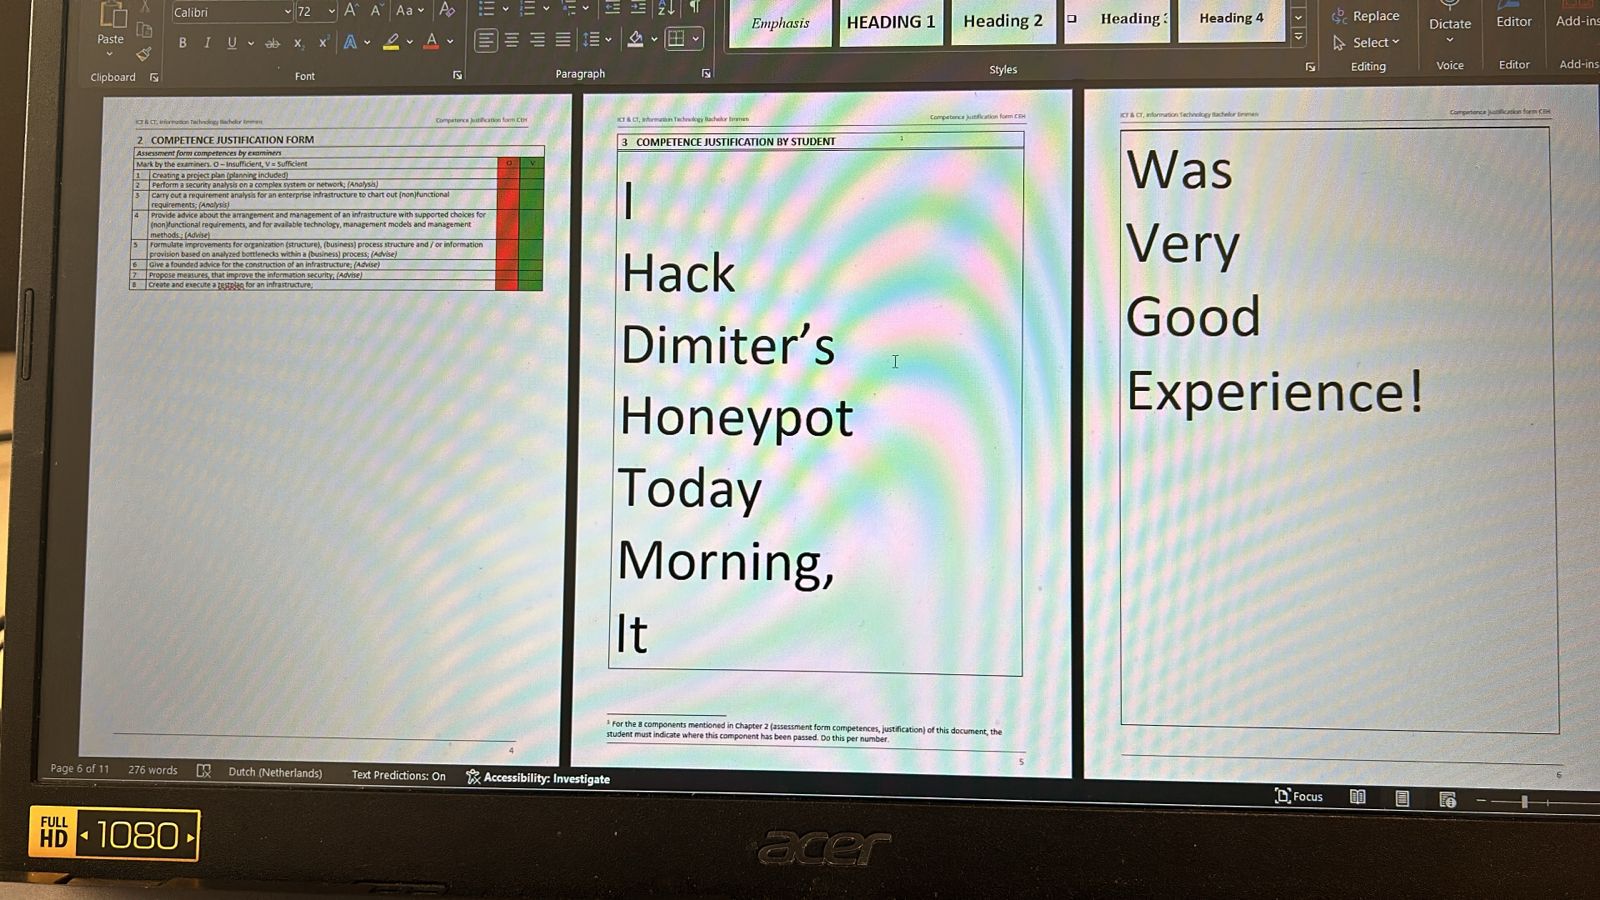 Calibri
72
Aa
Paste
B I U ab x₂ x² A A
Clipboard
Font
Paragraph
Emphasis
HEADING 1
Heading 2
Heading 3
Heading 4
Styles
Replace
Select
Editing
Dictate
Voice
Editor
Editor
Add-ins
Add-ins
ICT & CT, Information Technology Bachelor Emmen
Competence Justification form CEH
2 COMPETENCE JUSTIFICATION FORM
Assessment form competences by examiners
Mark by the examiners. O – Insufficient, V = Sufficient
O V
1 Creating a project plan (planning included)
2 Perform a security analysis on a complex system or network; (Analysis)
3 Carry out a requirement analysis for an enterprise infrastructure to chart out (non)functional
requirements; (Analysis)
4 Provide advice about the arrangement and management of an infrastructure with supported choices for
(non)functional requirements, and for available technology, management models and management
methods.; (Advise)
5 Formulate improvements for organization (structure), (business) process structure and / or information
provision based on analyzed bottlenecks within a (business) process; (Advise)
6 Give a founded advice for the construction of an infrastructure; (Advise)
7 Propose measures, that improve the information security; (Advise)
8 Create and execute a testplan for an infrastructure;
4
ICT & CT, Information Technology Bachelor Emmen
Competence Justification form CEH
3 COMPETENCE JUSTIFICATION BY STUDENT 1
I
Hack
Dimiter’s
Honeypot
Today
Morning,
It
1 For the 8 components mentioned in Chapter 2 (assessment form competences, justification) of this document, the
student must indicate where this component has been passed. Do this per number.
5
ICT & CT, Information Technology Bachelor Emmen
Competence Justification form CEH
Was
Very
Good
Experience!
6
Page 6 of 11
276 words
Dutch (Netherlands)
Text Predictions: On
Accessibility: Investigate
Focus
FULL HD 1080
acer